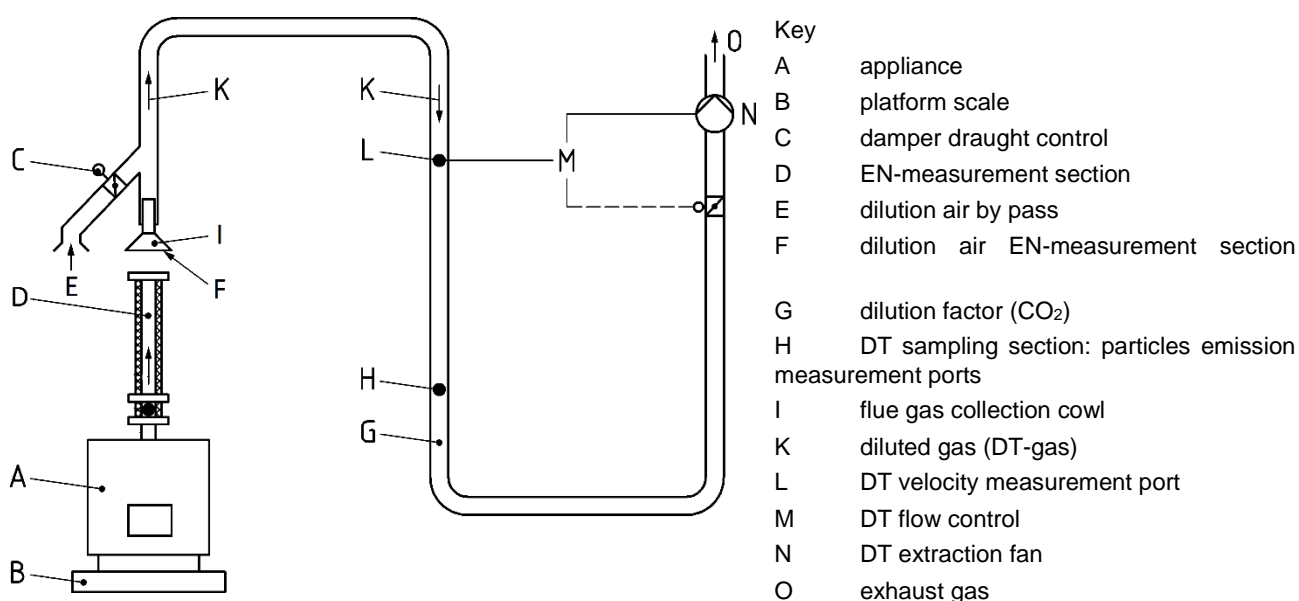 K
K
C
L
M
N
O
I
E
F
D
H
G
A
B
Key
A appliance
B platform scale
C damper draught control
D EN-measurement section
E dilution air by pass
F dilution air EN-measurement section
G dilution factor (CO₂)
H DT sampling section: particles emission
measurement ports
I flue gas collection cowl
K diluted gas (DT-gas)
L DT velocity measurement port
M DT flow control
N DT extraction fan
O exhaust gas